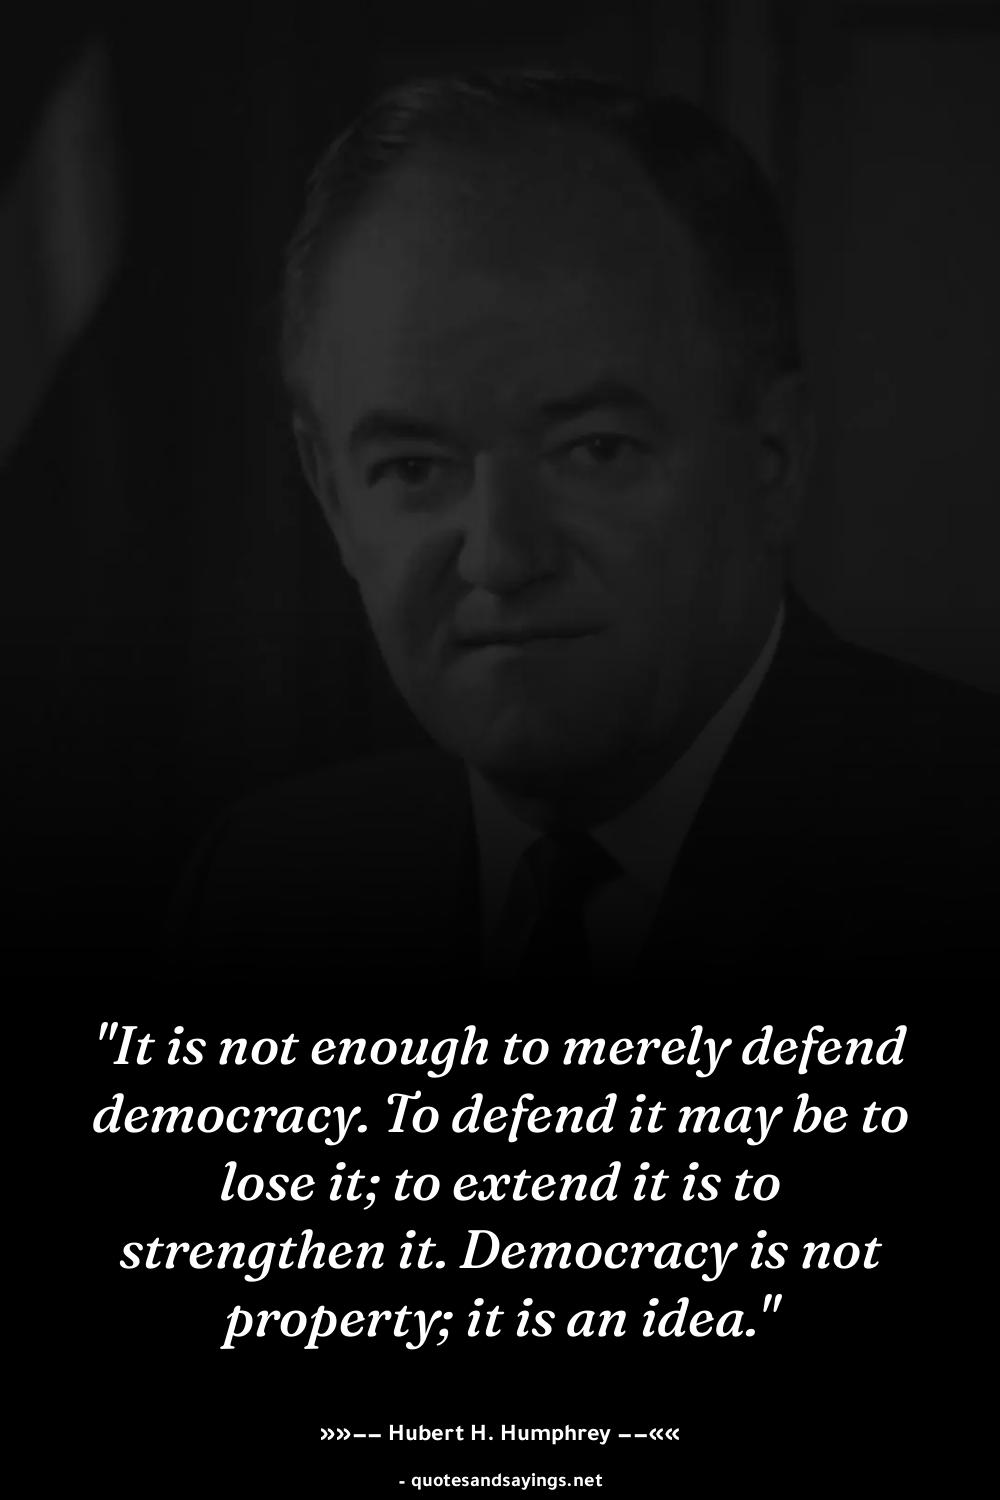 "It is not enough to merely defend
democracy. To defend it may be to
lose it; to extend it is to
strengthen it. Democracy is not
property; it is an idea."
»»−− Hubert H. Humphrey −−««
- quotesandsayings.net